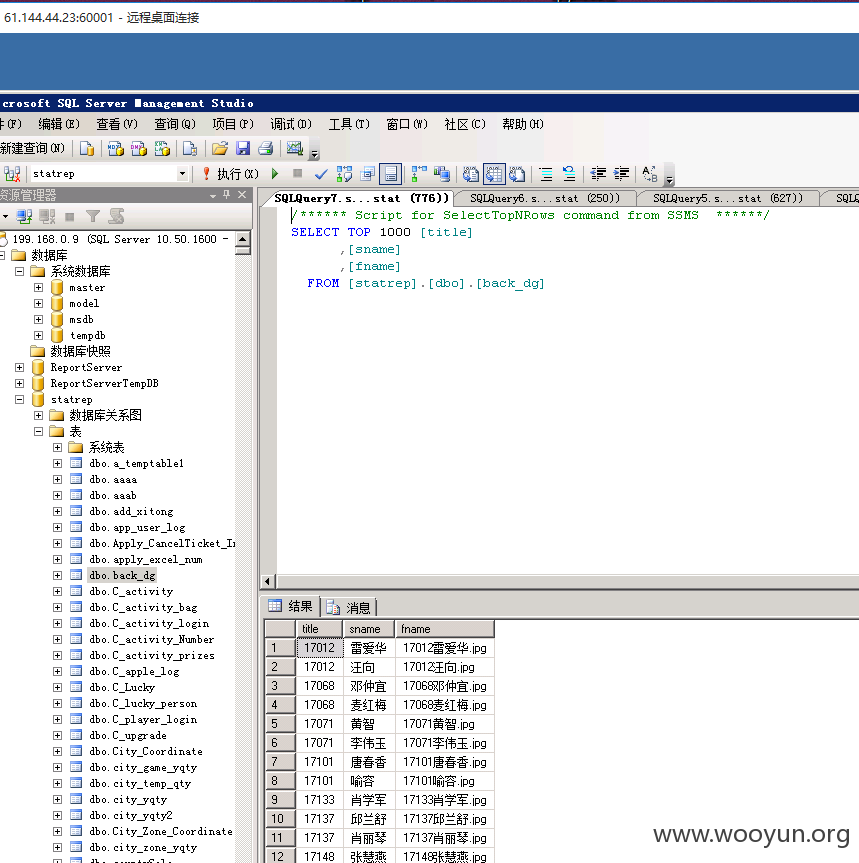 61.144.44.23:60001 - 远程桌面连接
crosoft SQL Server Management Studio
件(F) 编辑(E) 查看(V) 查询(Q) 项目(P) 调试(D) 工具(T) 窗口(W) 社区(C) 帮助(H)
新建查询(N)
statrep 执行(X)
资源管理器
SQLQuery7.s...stat (776)) SQLQuery6.s...stat (250)) SQLQuery5.s...stat (627)) SQL
/****** Script for SelectTopNRows command from SSMS ******/
SELECT TOP 1000 [title]
,[sname]
,[fname]
FROM [statrep].[dbo].[back_dg]
199.168.0.9 (SQL Server 10.50.1600 -
数据库
系统数据库
master
model
msdb
tempdb
数据库快照
ReportServer
ReportServerTempDB
statrep
数据库关系图
表
系统表
dbo.a_temptable1
dbo.aaaa
dbo.aaab
dbo.add_xitong
dbo.app_user_log
dbo.Apply_CancelTicket_In
dbo.apply_excel_num
dbo.back_dg
dbo.C_activity
dbo.C_activity_bag
dbo.C_activity_login
dbo.C_activity_Number
dbo.C_activity_prizes
dbo.C_apple_log
dbo.C_Lucky
dbo.C_lucky_person
dbo.C_player_login
dbo.C_upgrade
dbo.City_Coordinate
dbo.city_game_yqty
dbo.city_temp_qty
dbo.city_yqty
dbo.city_yqty2
dbo.City_Zone_Coordinate
dbo.city_zone_yqty
结果 消息
title sname fname
1 17012 雷爱华 17012雷爱华.jpg
2 17012 汪向 17012汪向.jpg
3 17068 邓仲宜 17068邓仲宜.jpg
4 17068 麦红梅 17068麦红梅.jpg
5 17071 黄智 17071黄智.jpg
6 17071 李伟玉 17071李伟玉.jpg
7 17101 唐春香 17101唐春香.jpg
8 17101 喻容 17101喻容.jpg
9 17133 肖学军 17133肖学军.jpg
10 17137 邱兰舒 17137邱兰舒.jpg
11 17137 肖丽琴 17137肖丽琴.jpg
12 17148 张慧燕 17148张慧燕.jpg
www.wooyun.org